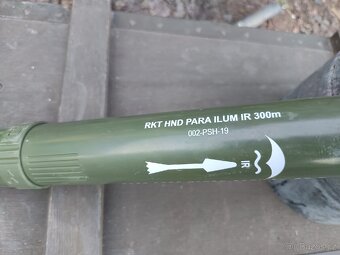 RKT HND PARA ILUM IR 300m
002-PSH-19
IR